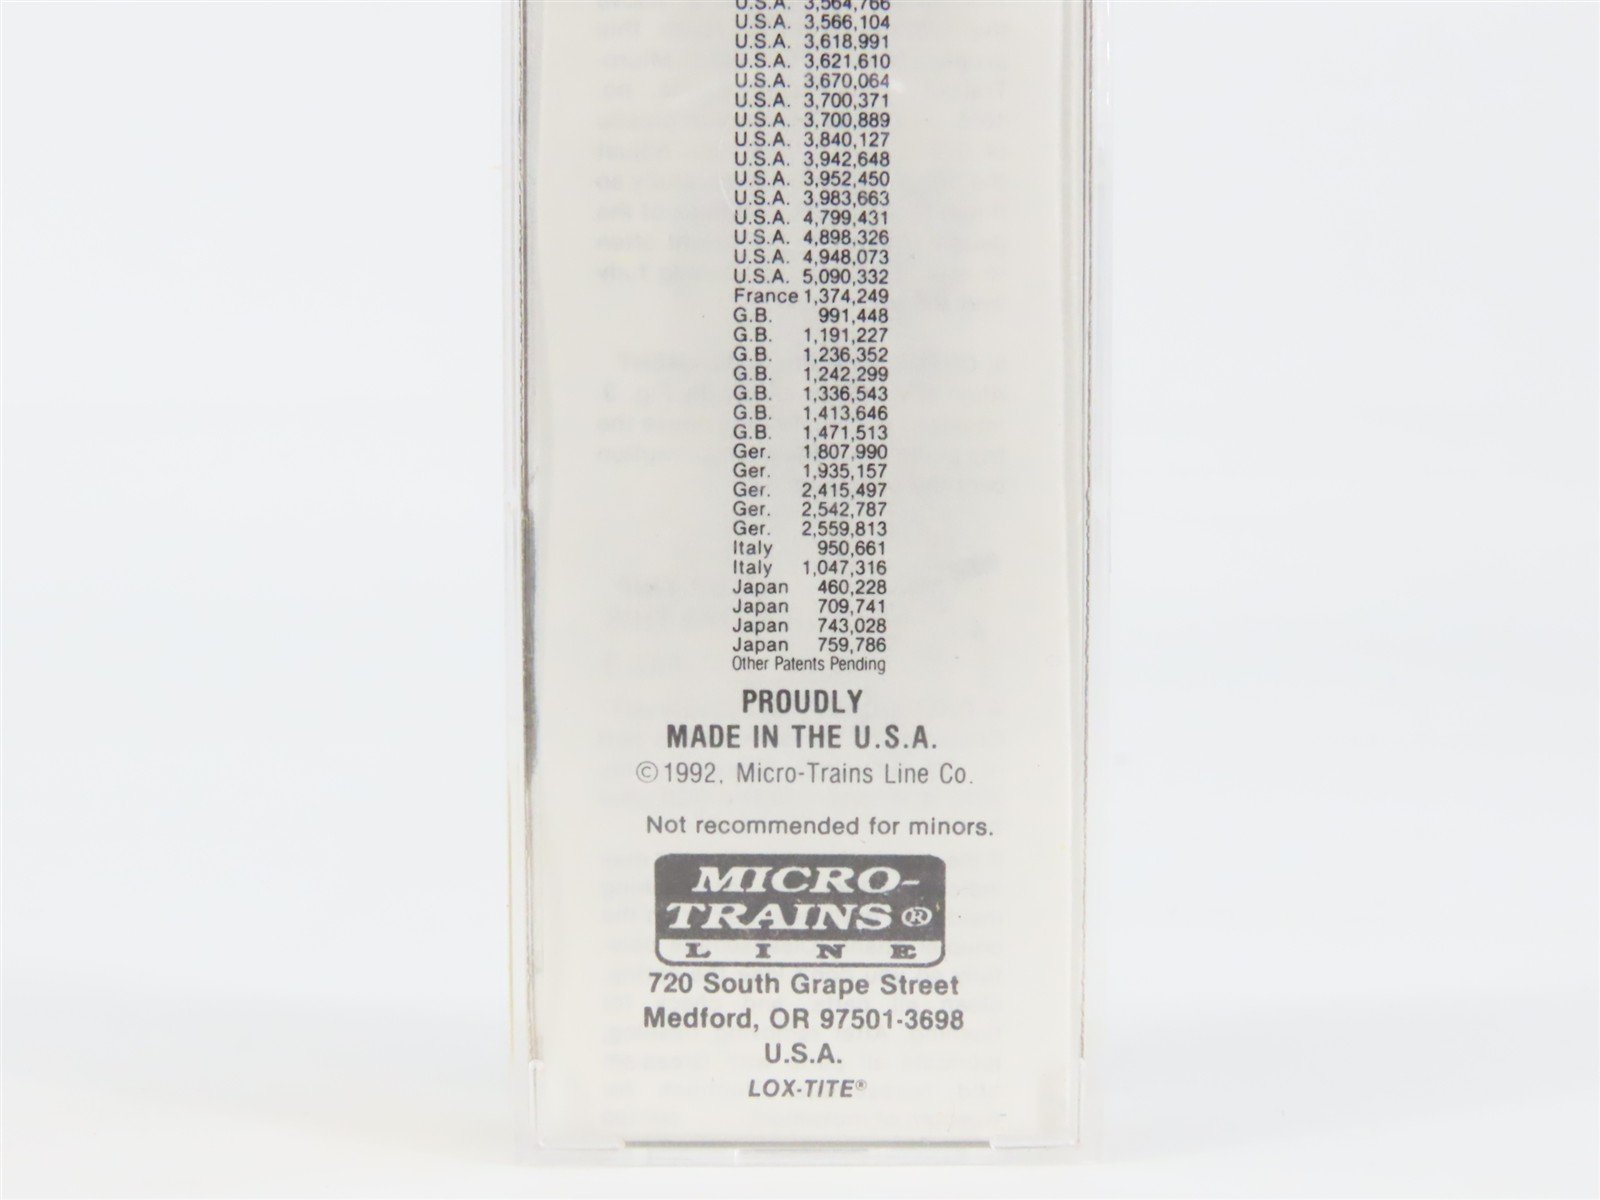 U.S.A. 3,564,766
U.S.A. 3,566,104
U.S.A. 3,618,991
U.S.A. 3,621,610
U.S.A. 3,670,064
U.S.A. 3,700,371
U.S.A. 3,700,889
U.S.A. 3,840,127
U.S.A. 3,942,648
U.S.A. 3,952,450
U.S.A. 3,983,663
U.S.A. 4,799,431
U.S.A. 4,898,326
U.S.A. 4,948,073
U.S.A. 5,090,332
France 1,374,249
G.B. 991,448
G.B. 1,191,227
G.B. 1,236,352
G.B. 1,242,299
G.B. 1,336,543
G.B. 1,413,646
G.B. 1,471,513
Ger. 1,807,990
Ger. 1,935,157
Ger. 2,415,497
Ger. 2,542,787
Ger. 2,559,813
Italy 950,661
Italy 1,047,316
Japan 460,228
Japan 709,741
Japan 743,028
Japan 759,786
Other Patents Pending
PROUDLY
MADE IN THE U.S.A.
©1992, Micro-Trains Line Co.
Not recommended for minors.
MICRO-
TRAINS®
LINE
720 South Grape Street
Medford, OR 97501-3698
U.S.A.
LOX-TITE®